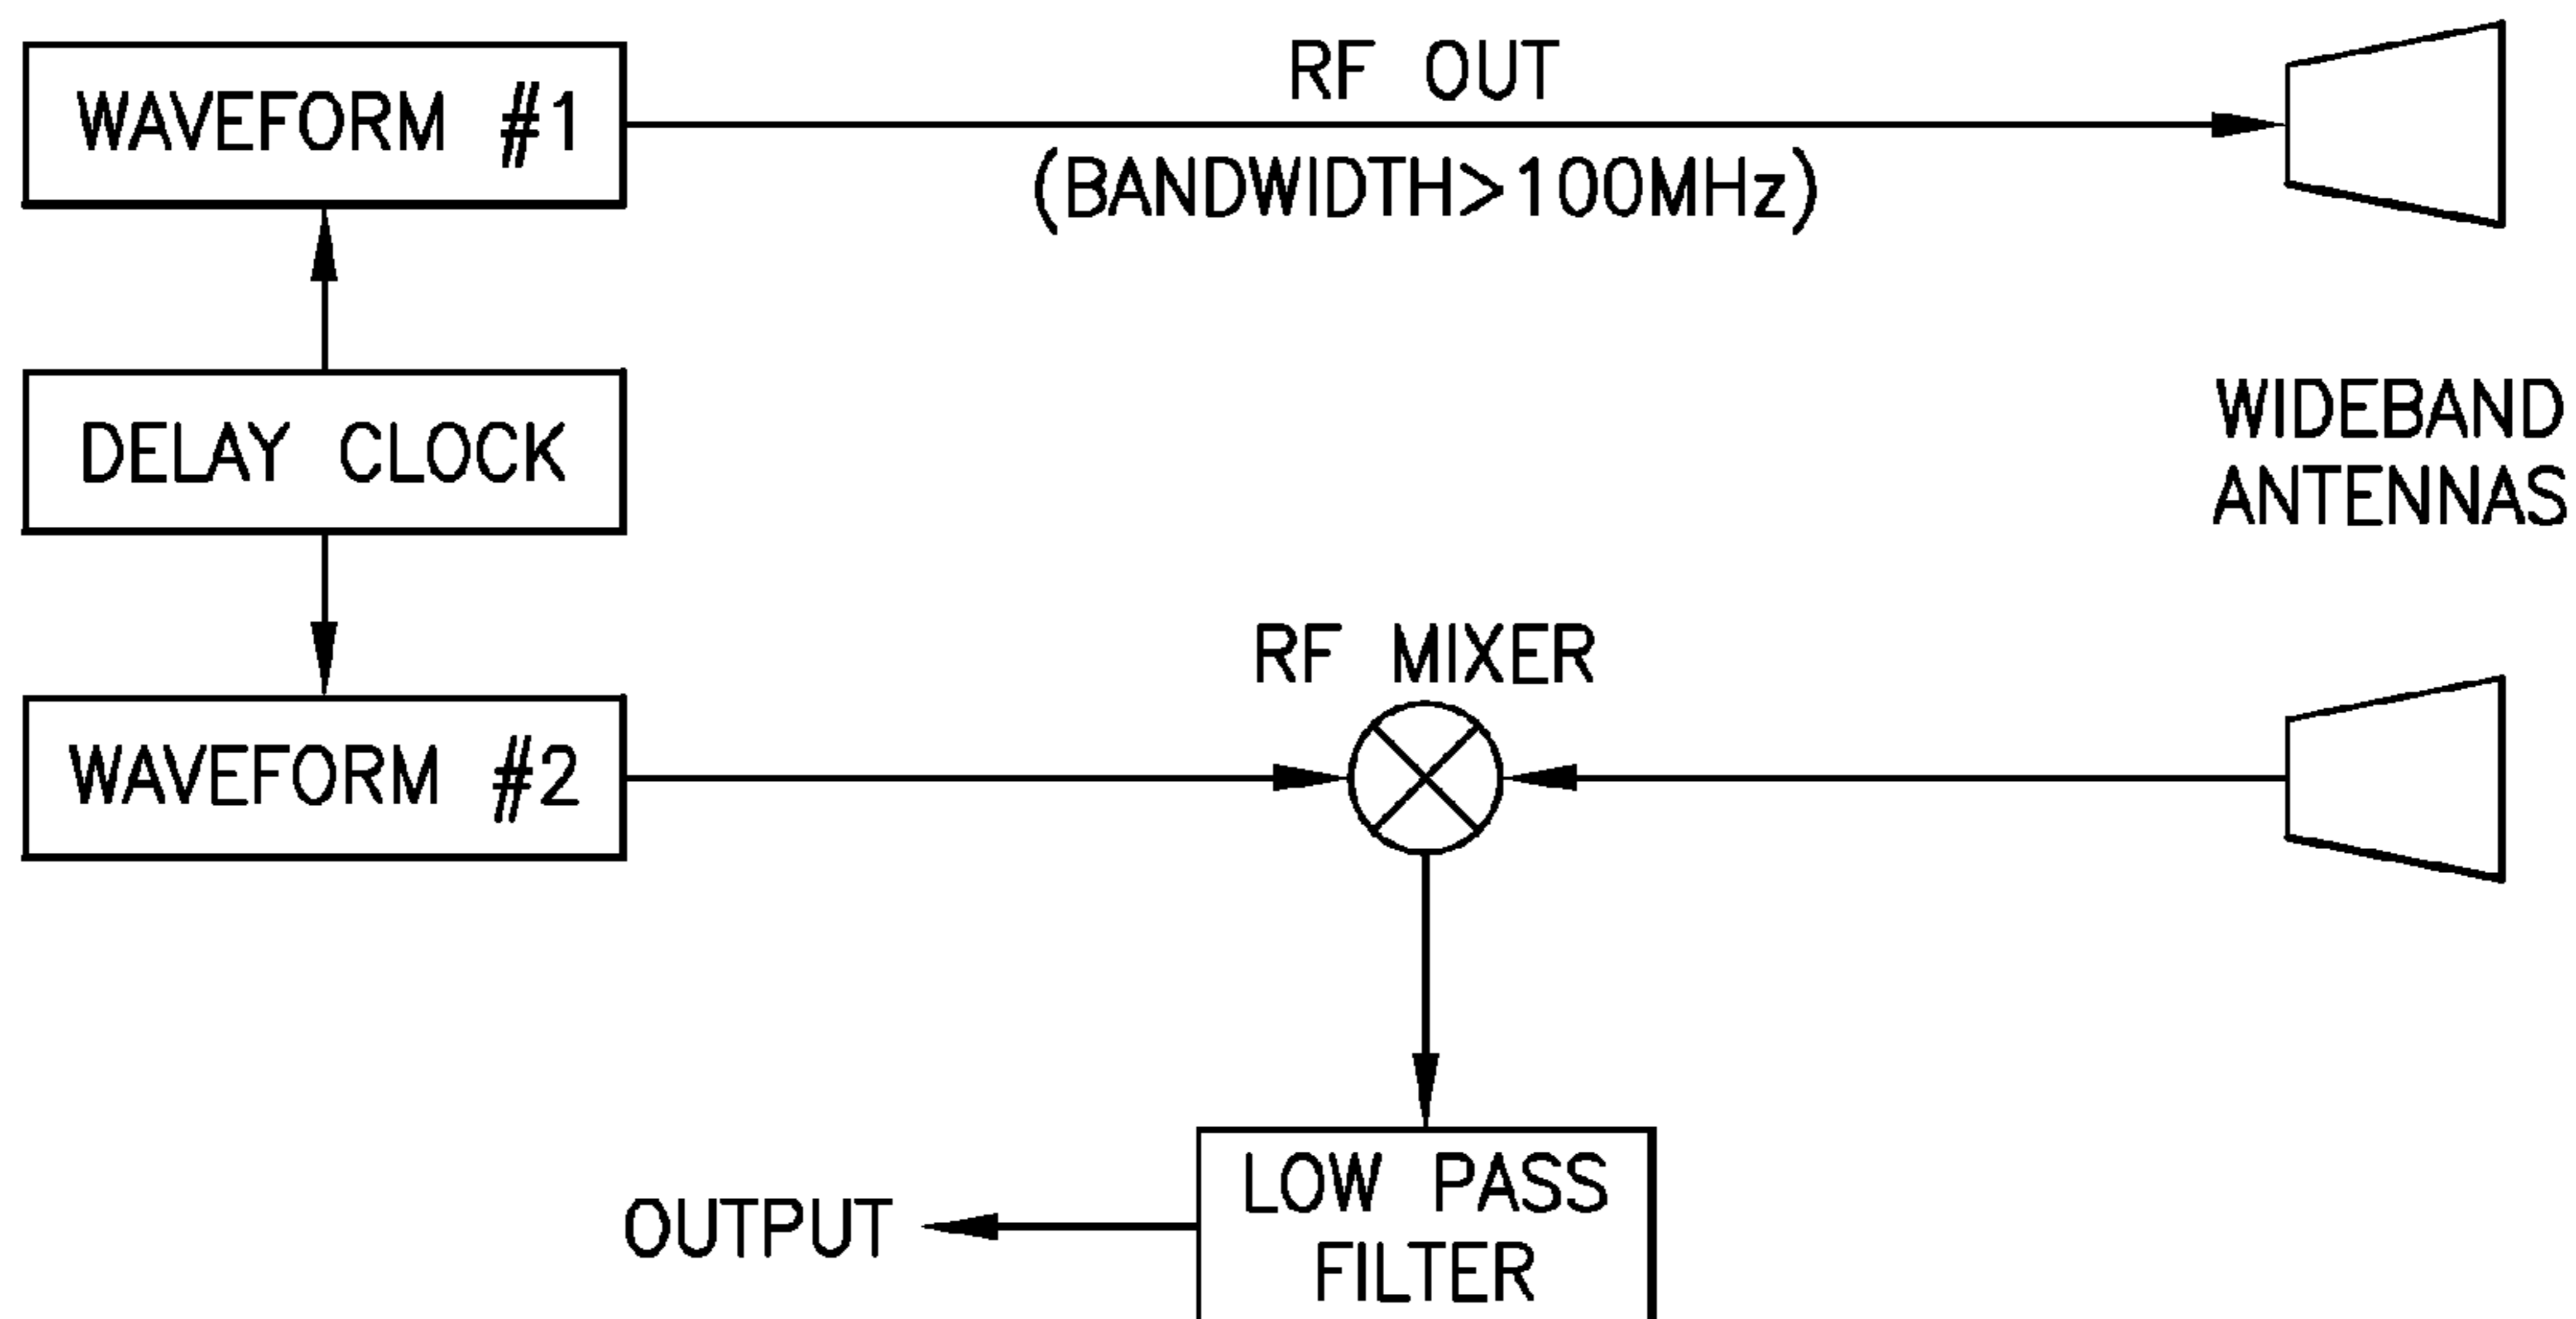 WAVEFORM #1
RF OUT
(BANDWIDTH>100MHz)
DELAY CLOCK
WIDEBAND
ANTENNAS
RF MIXER
WAVEFORM #2
LOW PASS
FILTER
OUTPUT